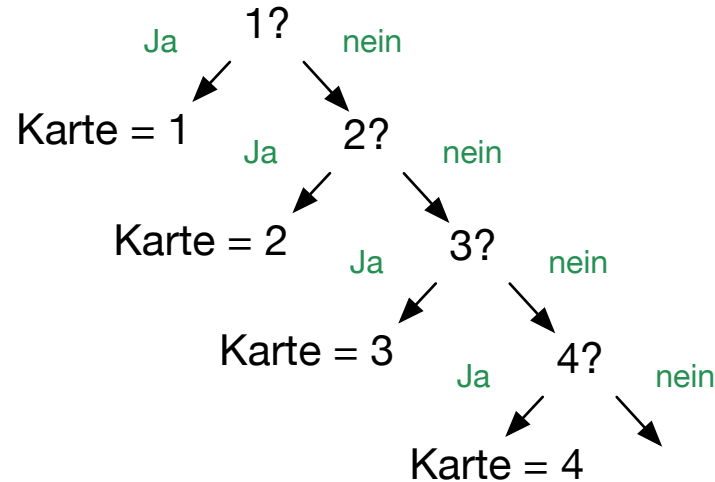 1?
Ja
nein
Karte = 1
2?
Ja
nein
Karte = 2
3?
Ja
nein
Karte = 3
4?
Ja
nein
Karte = 4